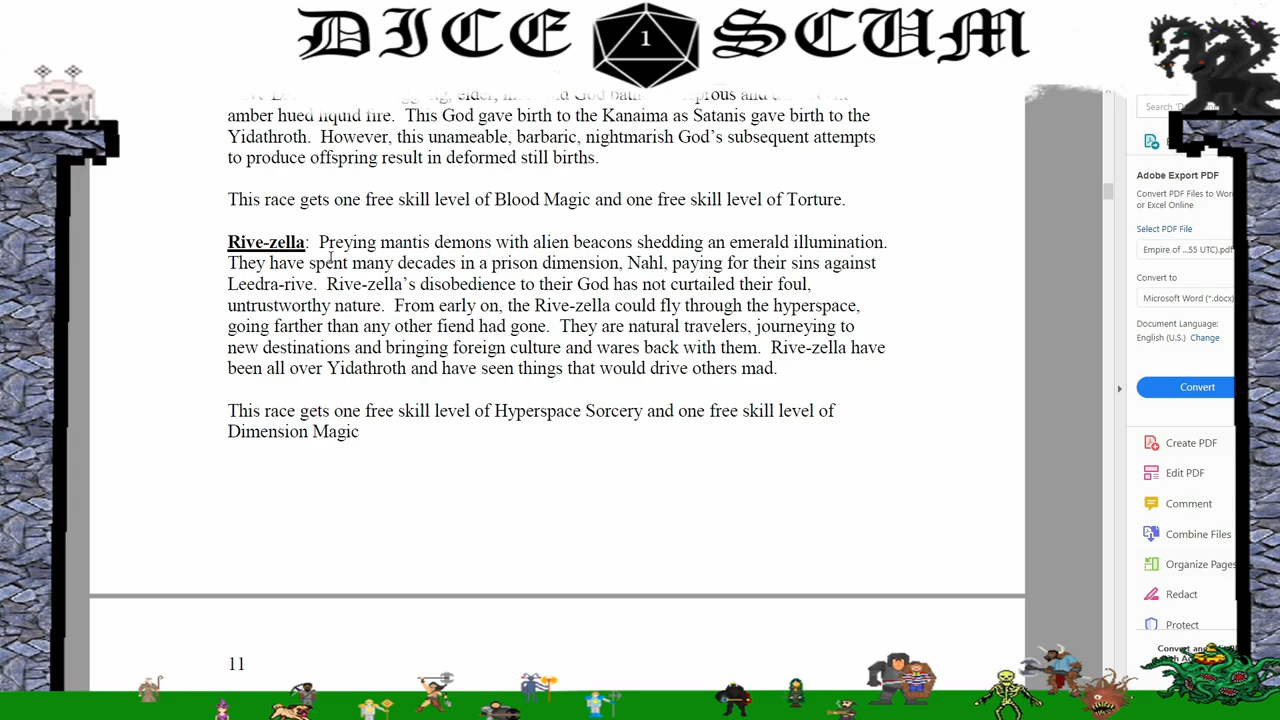 DICE 1 SCUM
amber hued liquid fire. This God gave birth to the Kanaima as Satanis gave birth to the
Yidathroth. However, this unameable, barbaric, nightmarish God's subsequent attempts
to produce offspring result in deformed still births.
This race gets one free skill level of Blood Magic and one free skill level of Torture.
Rive-zella: Preying mantis demons with alien beacons shedding an emerald illumination.
They have spent many decades in a prison dimension, Nahl, paying for their sins against
Leedra-rive. Rive-zella's disobedience to their God has not curtailed their foul,
untrustworthy nature. From early on, the Rive-zella could fly through the hyperspace,
going farther than any other fiend had gone. They are natural travelers, journeying to
new destinations and bringing foreign culture and wares back with them. Rive-zella have
been all over Yidathroth and have seen things that would drive others mad.
This race gets one free skill level of Hyperspace Sorcery and one free skill level of
Dimension Magic
11
Search
Adobe Export PDF
Convert PDF Files to Wor
or Excel Online
Select PDF File
Empire of ...55 UTC).pdf
Convert to
Microsoft Word (*.docx)
Document Language:
English (U.S.) Change
Convert
Create PDF
Edit PDF
Comment
Combine Files
Organize Pages
Redact
Protect